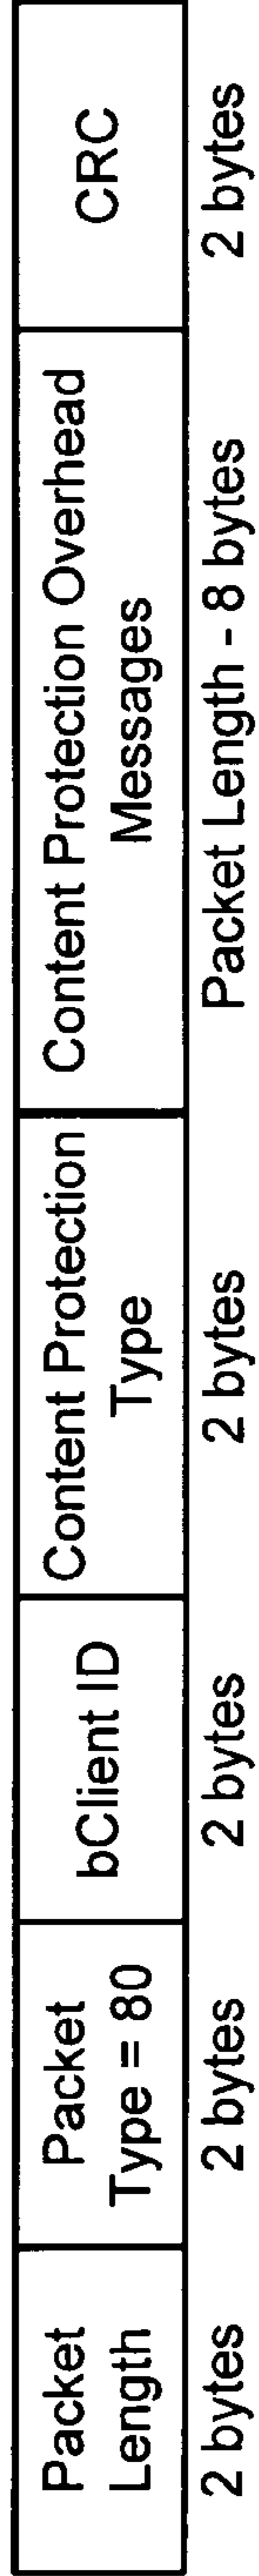 Packet
Length
Packet
Type = 80
bClient ID
Content Protection
Type
Content Protection Overhead
Messages
CRC
2 bytes
2 bytes
2 bytes
2 bytes
Packet Length - 8 bytes
2 bytes